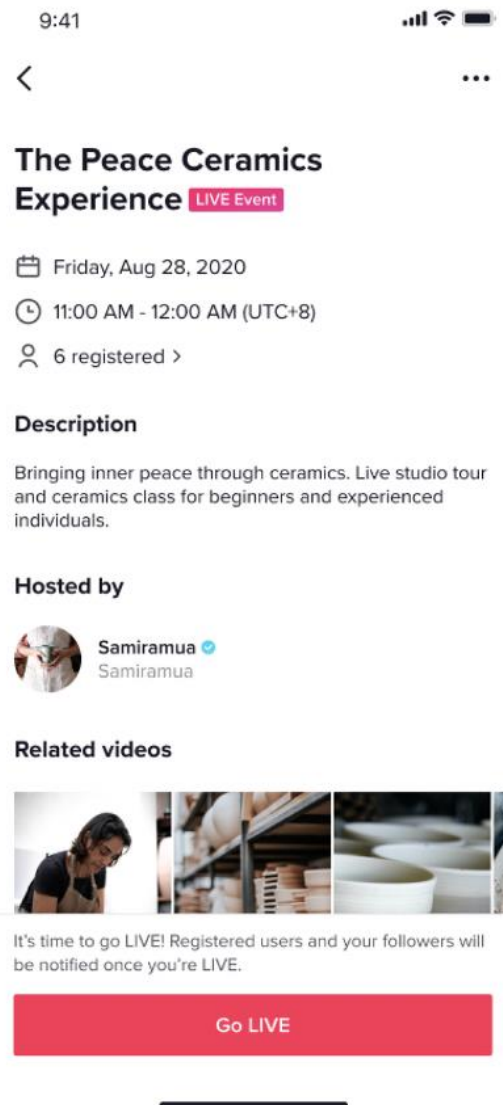 9:41
The Peace Ceramics
Experience LIVE Event
Friday, Aug 28, 2020
11:00 AM - 12:00 AM (UTC+8)
6 registered >
Description
Bringing inner peace through ceramics. Live studio tour
and ceramics class for beginners and experienced
individuals.
Hosted by
Samiramua
Samiramua
Related videos
It's time to go LIVE! Registered users and your followers will
be notified once you're LIVE.
Go LIVE